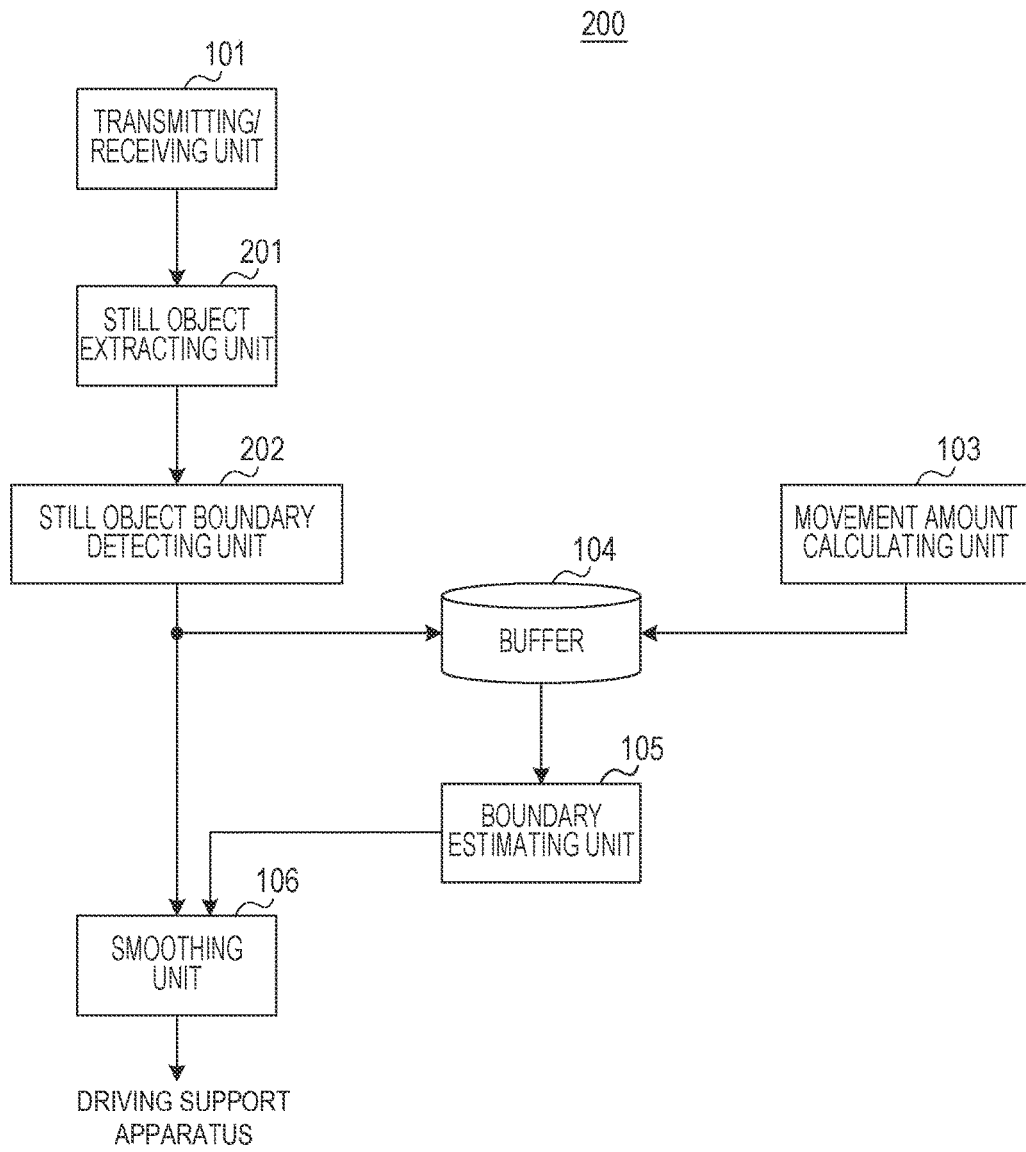 200
101
TRANSMITTING/
RECEIVING UNIT
201
STILL OBJECT
EXTRACTING UNIT
202
STILL OBJECT BOUNDARY
DETECTING UNIT
103
MOVEMENT AMOUNT
CALCULATING UNIT
104
BUFFER
105
BOUNDARY
ESTIMATING UNIT
106
SMOOTHING
UNIT
DRIVING SUPPORT
APPARATUS